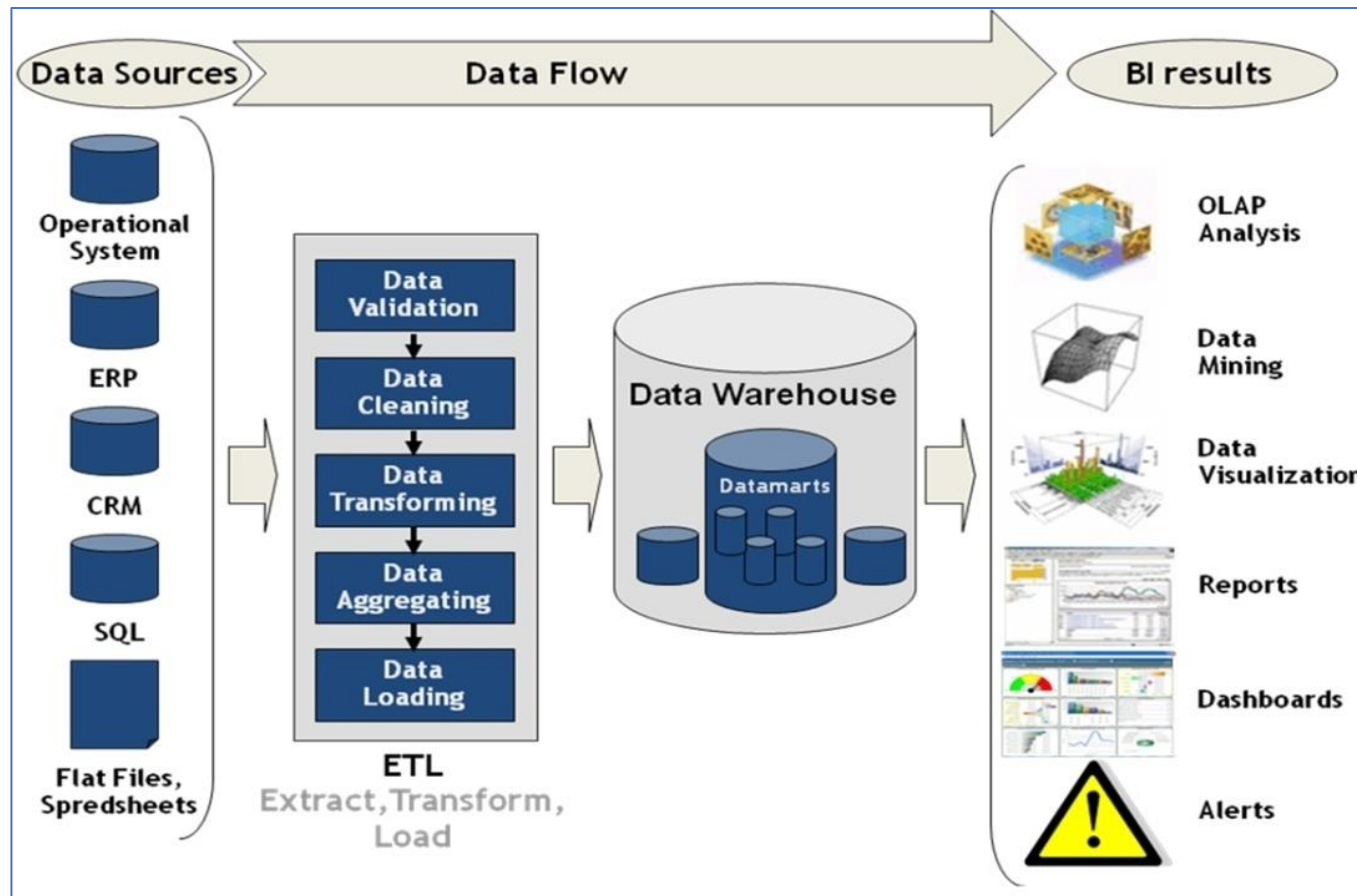 Data Sources
Data Flow
BI results
Operational
System
ERP
CRM
SQL
Flat Files,
Spredsheets
Data
Validation
Data
Cleaning
Data
Transforming
Data
Aggregating
Data
Loading
ETL
Extract,Transform,
Load
Data Warehouse
Datamarts
OLAP
Analysis
Data
Mining
Data
Visualization
Reports
Dashboards
Alerts